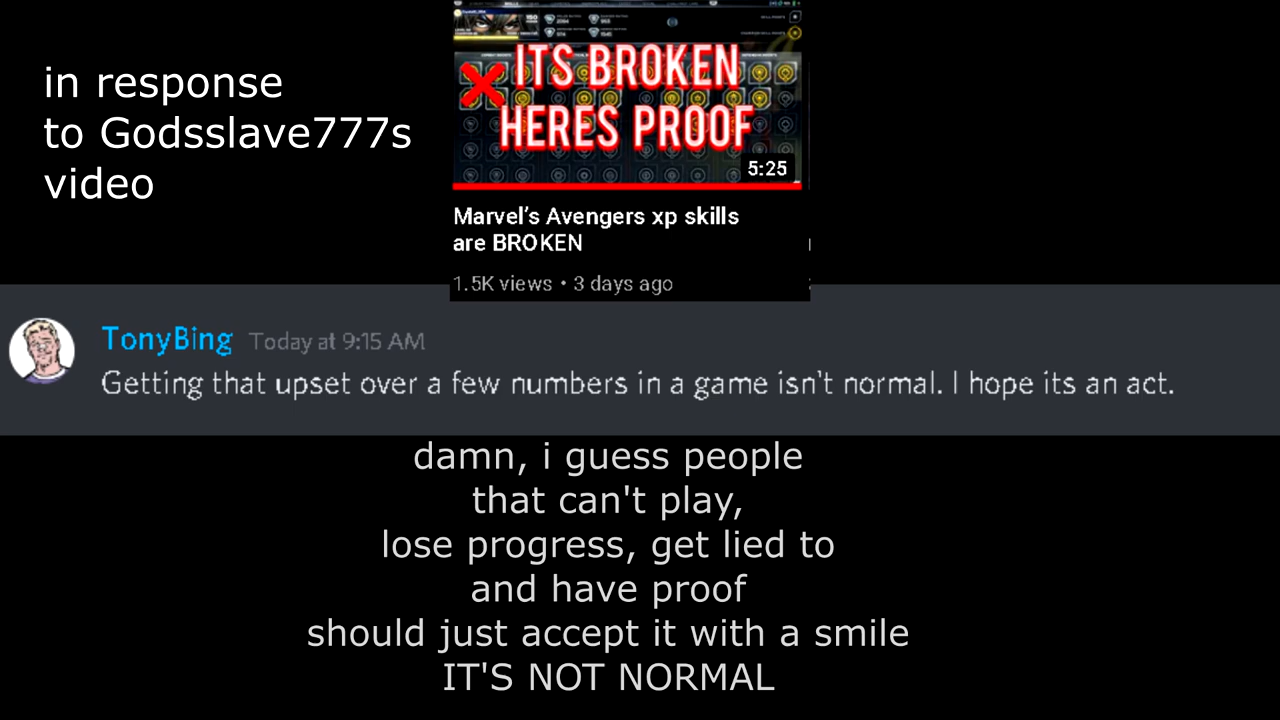 in response
to Godsslave777s
video
ITS BROKEN
HERES PROOF
5:25
Marvel's Avengers xp skills
are BROKEN
1.5K views • 3 days ago
TonyBing Today at 9:15 AM
Getting that upset over a few numbers in a game isn't normal. I hope its an act.
damn, i guess people
that can't play,
lose progress, get lied to
and have proof
should just accept it with a smile
IT'S NOT NORMAL